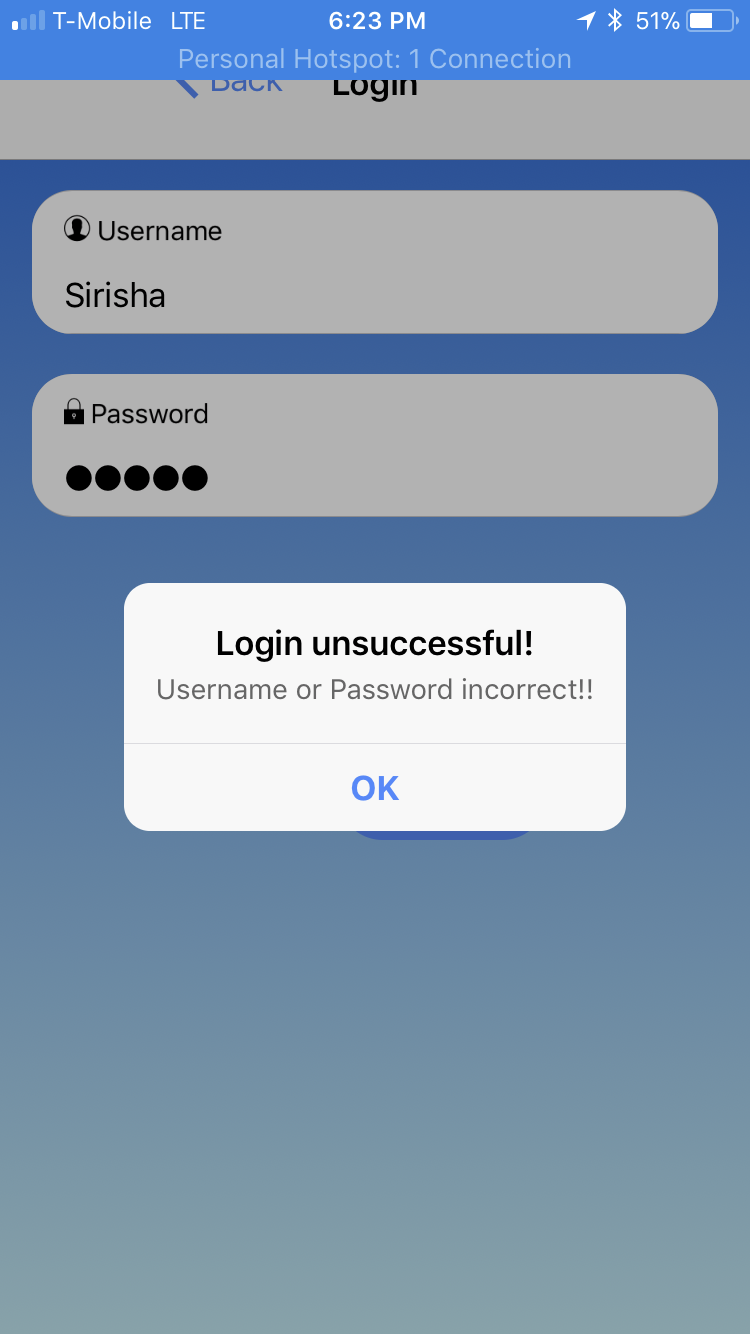 T-Mobile LTE 6:23 PM 51%
Personal Hotspot: 1 Connection
Back Login
Username
Sirisha
Password
●●●●●
Login unsuccessful!
Username or Password incorrect!!
OK